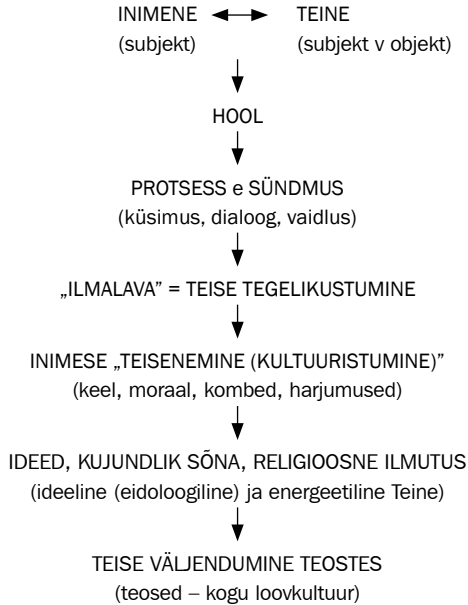 INIMENE TEINE
(subjekt) (subjekt v objekt)
HOOL
PROTSESS e SÜNDMUS
(küsimus, dialoog, vaidlus)
„ILMALAVA” = TEISE TEGELIKUSTUMINE
INIMESE „TEISENEMINE (KULTUURISTUMINE)”
(keel, moraal, kombed, harjumused)
IDEED, KUJUNDLIK SÕNA, RELIGIOOSNE ILMUTUS
(ideeline (eidoloogiline) ja energeetiline Teine)
TEISE VÄLJENDUMINE TEOSTES
(teosed – kogu loovkultuur)